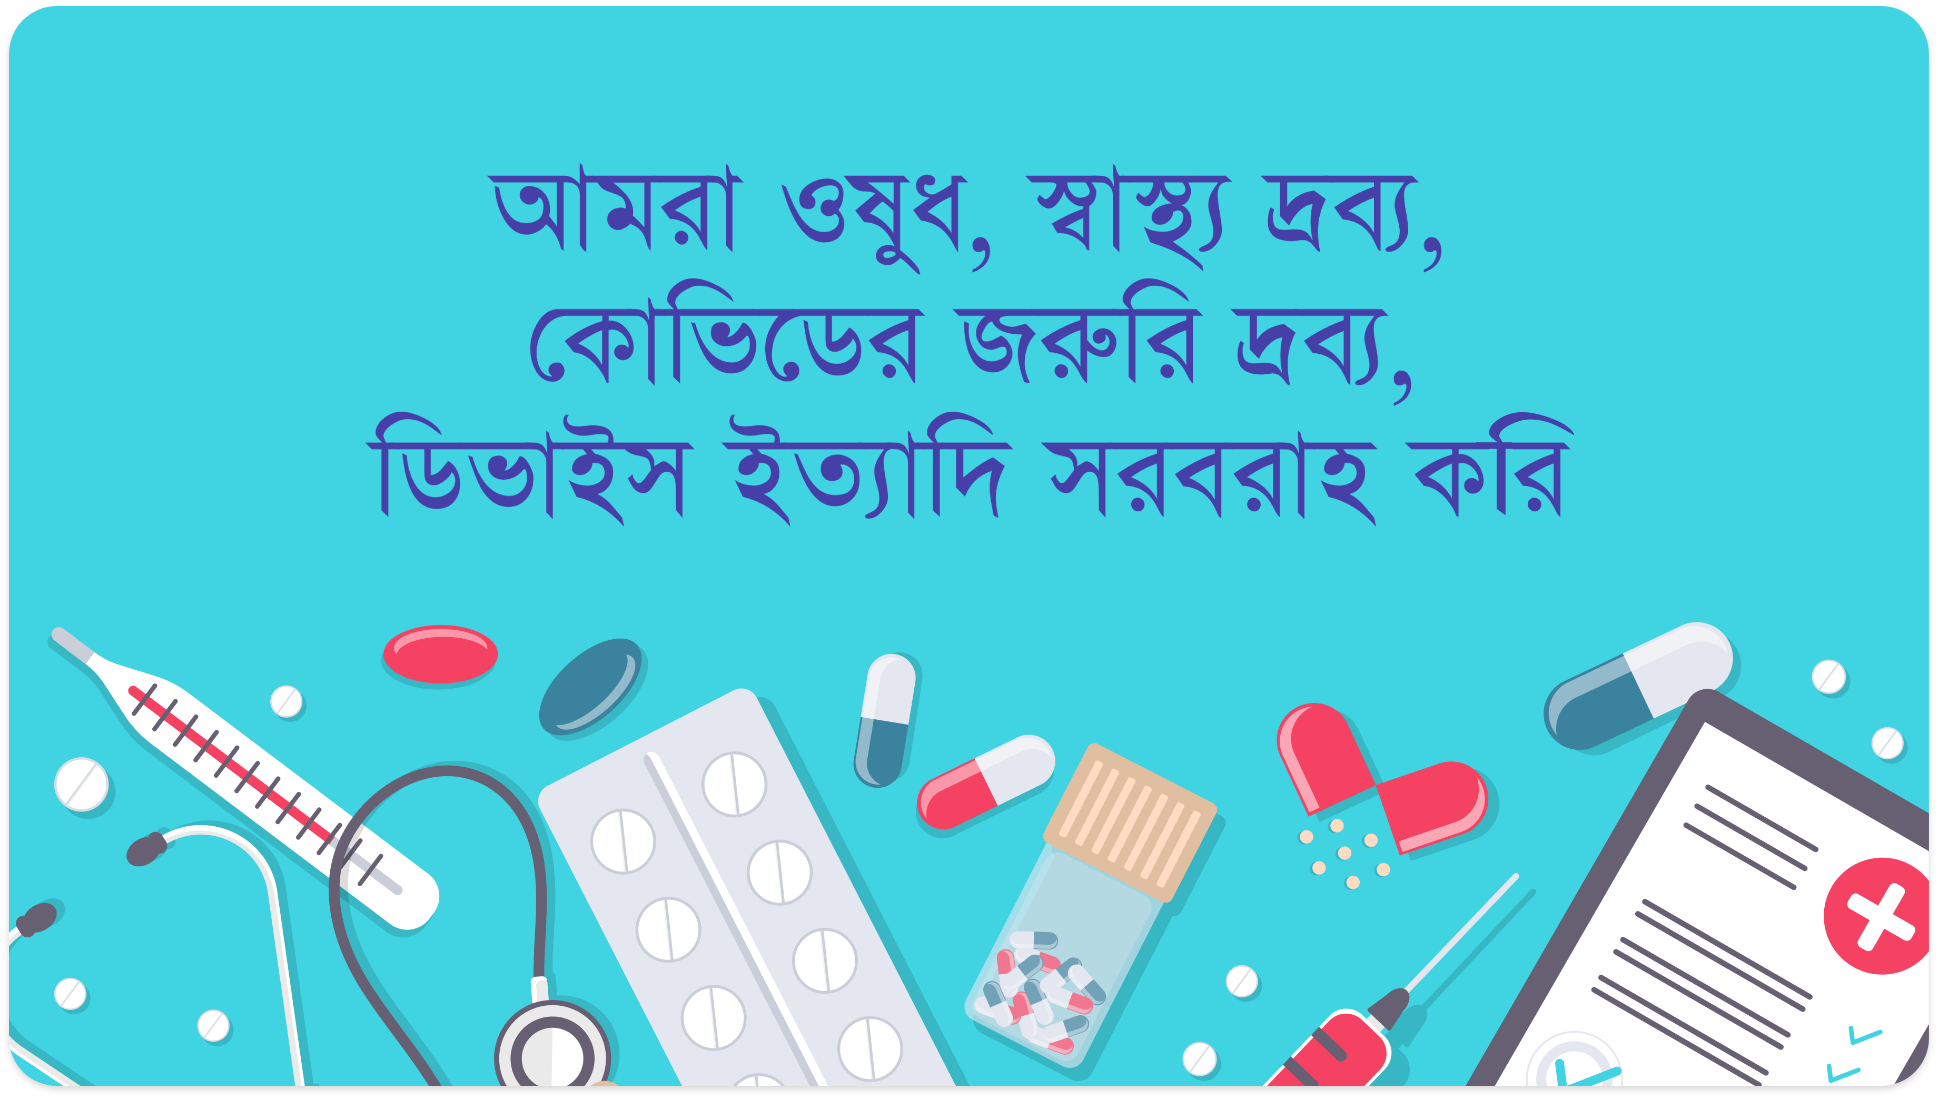 আমরা ওষুধ, স্বাস্থ্য দ্রব্য,
কোভিডের জরুরি দ্রব্য,
ডিভাইস ইত্যাদি সরবরাহ করি